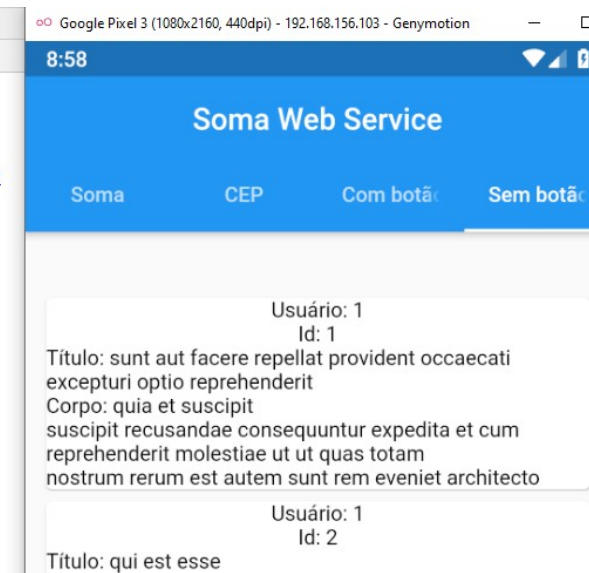 Google Pixel 3 (1080x2160, 440dpi) - 192.168.156.103 - Genymotion
8:58
Soma Web Service
Soma CEP Com botão Sem botão
Usuário: 1
Id: 1
Título: sunt aut facere repellat provident occaecati
excepturi optio reprehenderit
Corpo: quia et suscipit
suscipit recusandae consequuntur expedita et cum
reprehenderit molestiae ut ut quas totam
nostrum rerum est autem sunt rem eveniet architecto
Usuário: 1
Id: 2
Título: qui est esse